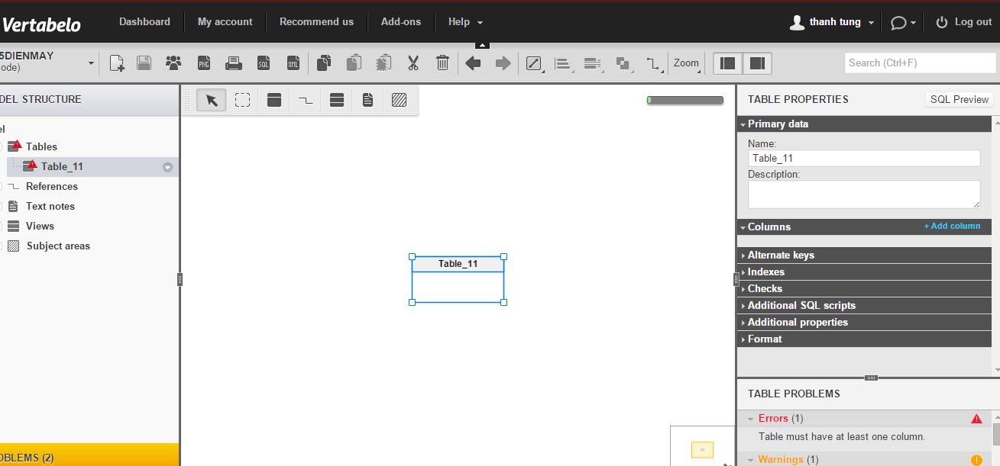 Vertabelo
Dashboard
My account
Recommend us
Add-ons
Help
thanh tung
Log out
5DIENMAY
ode)
PNG
SQL
XML
Zoom
Search (Ctrl+F)
DEL STRUCTURE
el
Tables
Table_11
References
Text notes
Views
Subject areas
OBLEMS (2)
Table_11
TABLE PROPERTIES
SQL Preview
Primary data
Name:
Table_11
Description:
Columns
+ Add column
Alternate keys
Indexes
Checks
Additional SQL scripts
Additional properties
Format
TABLE PROBLEMS
Errors (1)
Table must have at least one column.
Warnings (1)